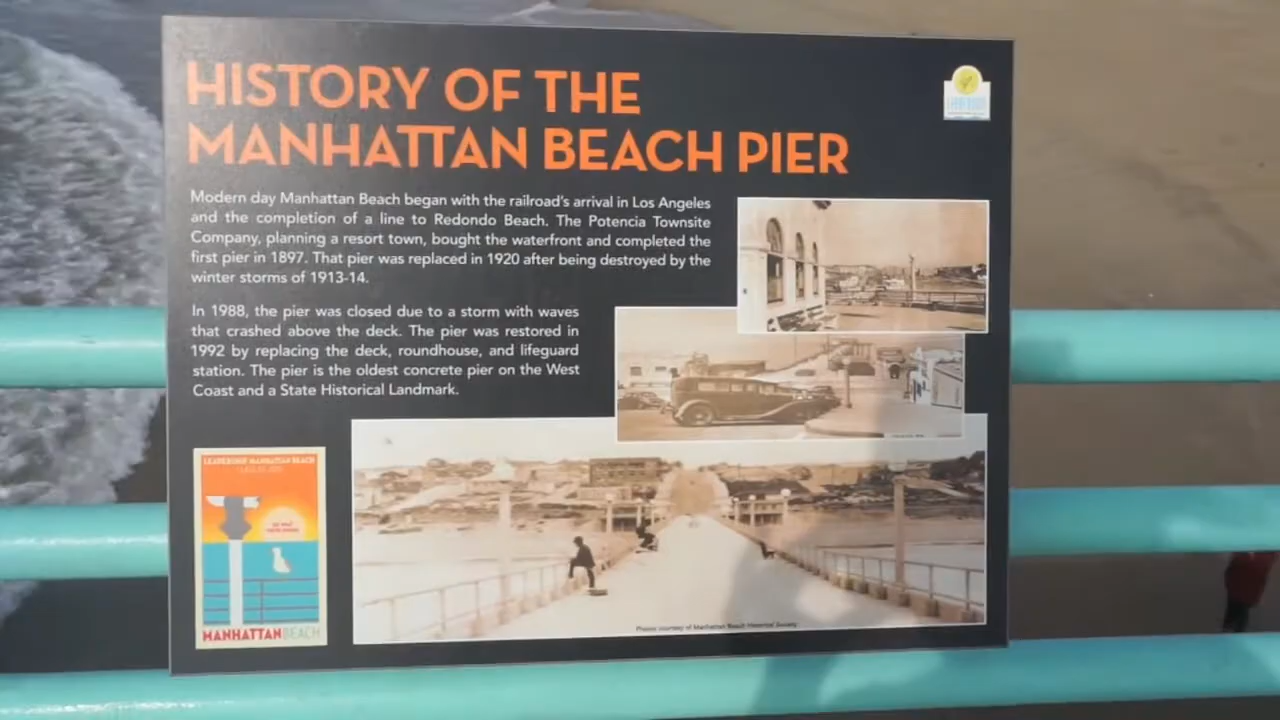 HISTORY OF THE
MANHATTAN BEACH PIER
Modern day Manhattan Beach began with the railroad's arrival in Los Angeles
and the completion of a line to Redondo Beach. The Potencia Townsite
Company, planning a resort town, bought the waterfront and completed the
first pier in 1897. That pier was replaced in 1920 after being destroyed by the
winter storms of 1913-14.
In 1988, the pier was closed due to a storm with waves
that crashed above the deck. The pier was restored in
1992 by replacing the deck, roundhouse, and lifeguard
station. The pier is the oldest concrete pier on the West
Coast and a State Historical Landmark.
LEADERSHIP MANHATTAN BEACH
MANHATTANBEACH
Photos courtesy of Manhattan Beach Historical Society